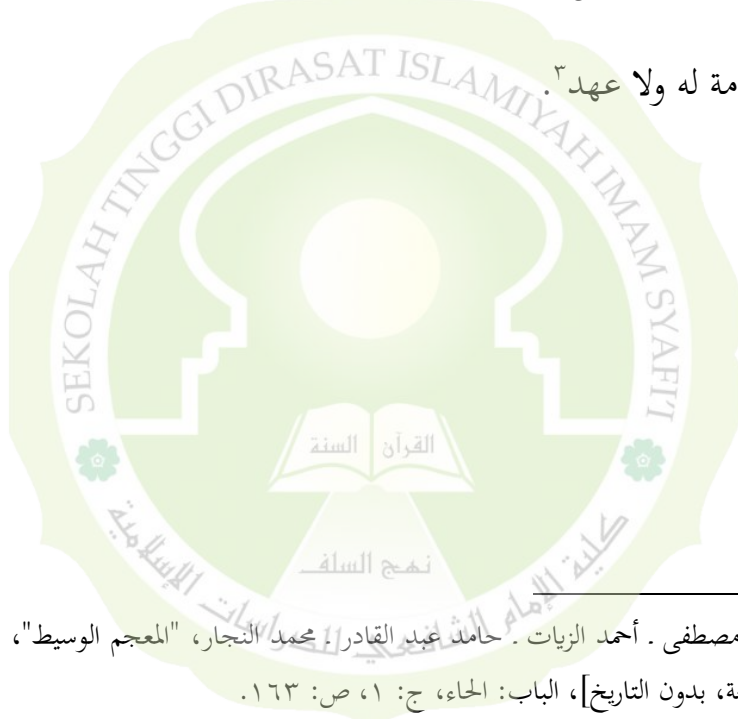 مة له ولا عهد٣.
SEKOLAH TINGGI DIRASAT ISLAMIYAH IMAM SYAFI'I
القرآن السنة
نهج السلف
كلية الإمام الشافعي للدراسات الإسلامية
مصطفى ـ أحمد الزيات ـ حامد عبد القادر ـ محمد النجار، "المعجم الوسيط"،
ة، بدون التاريخ]، الباب: الحاء، ج: ١، ص: ١٦٣.